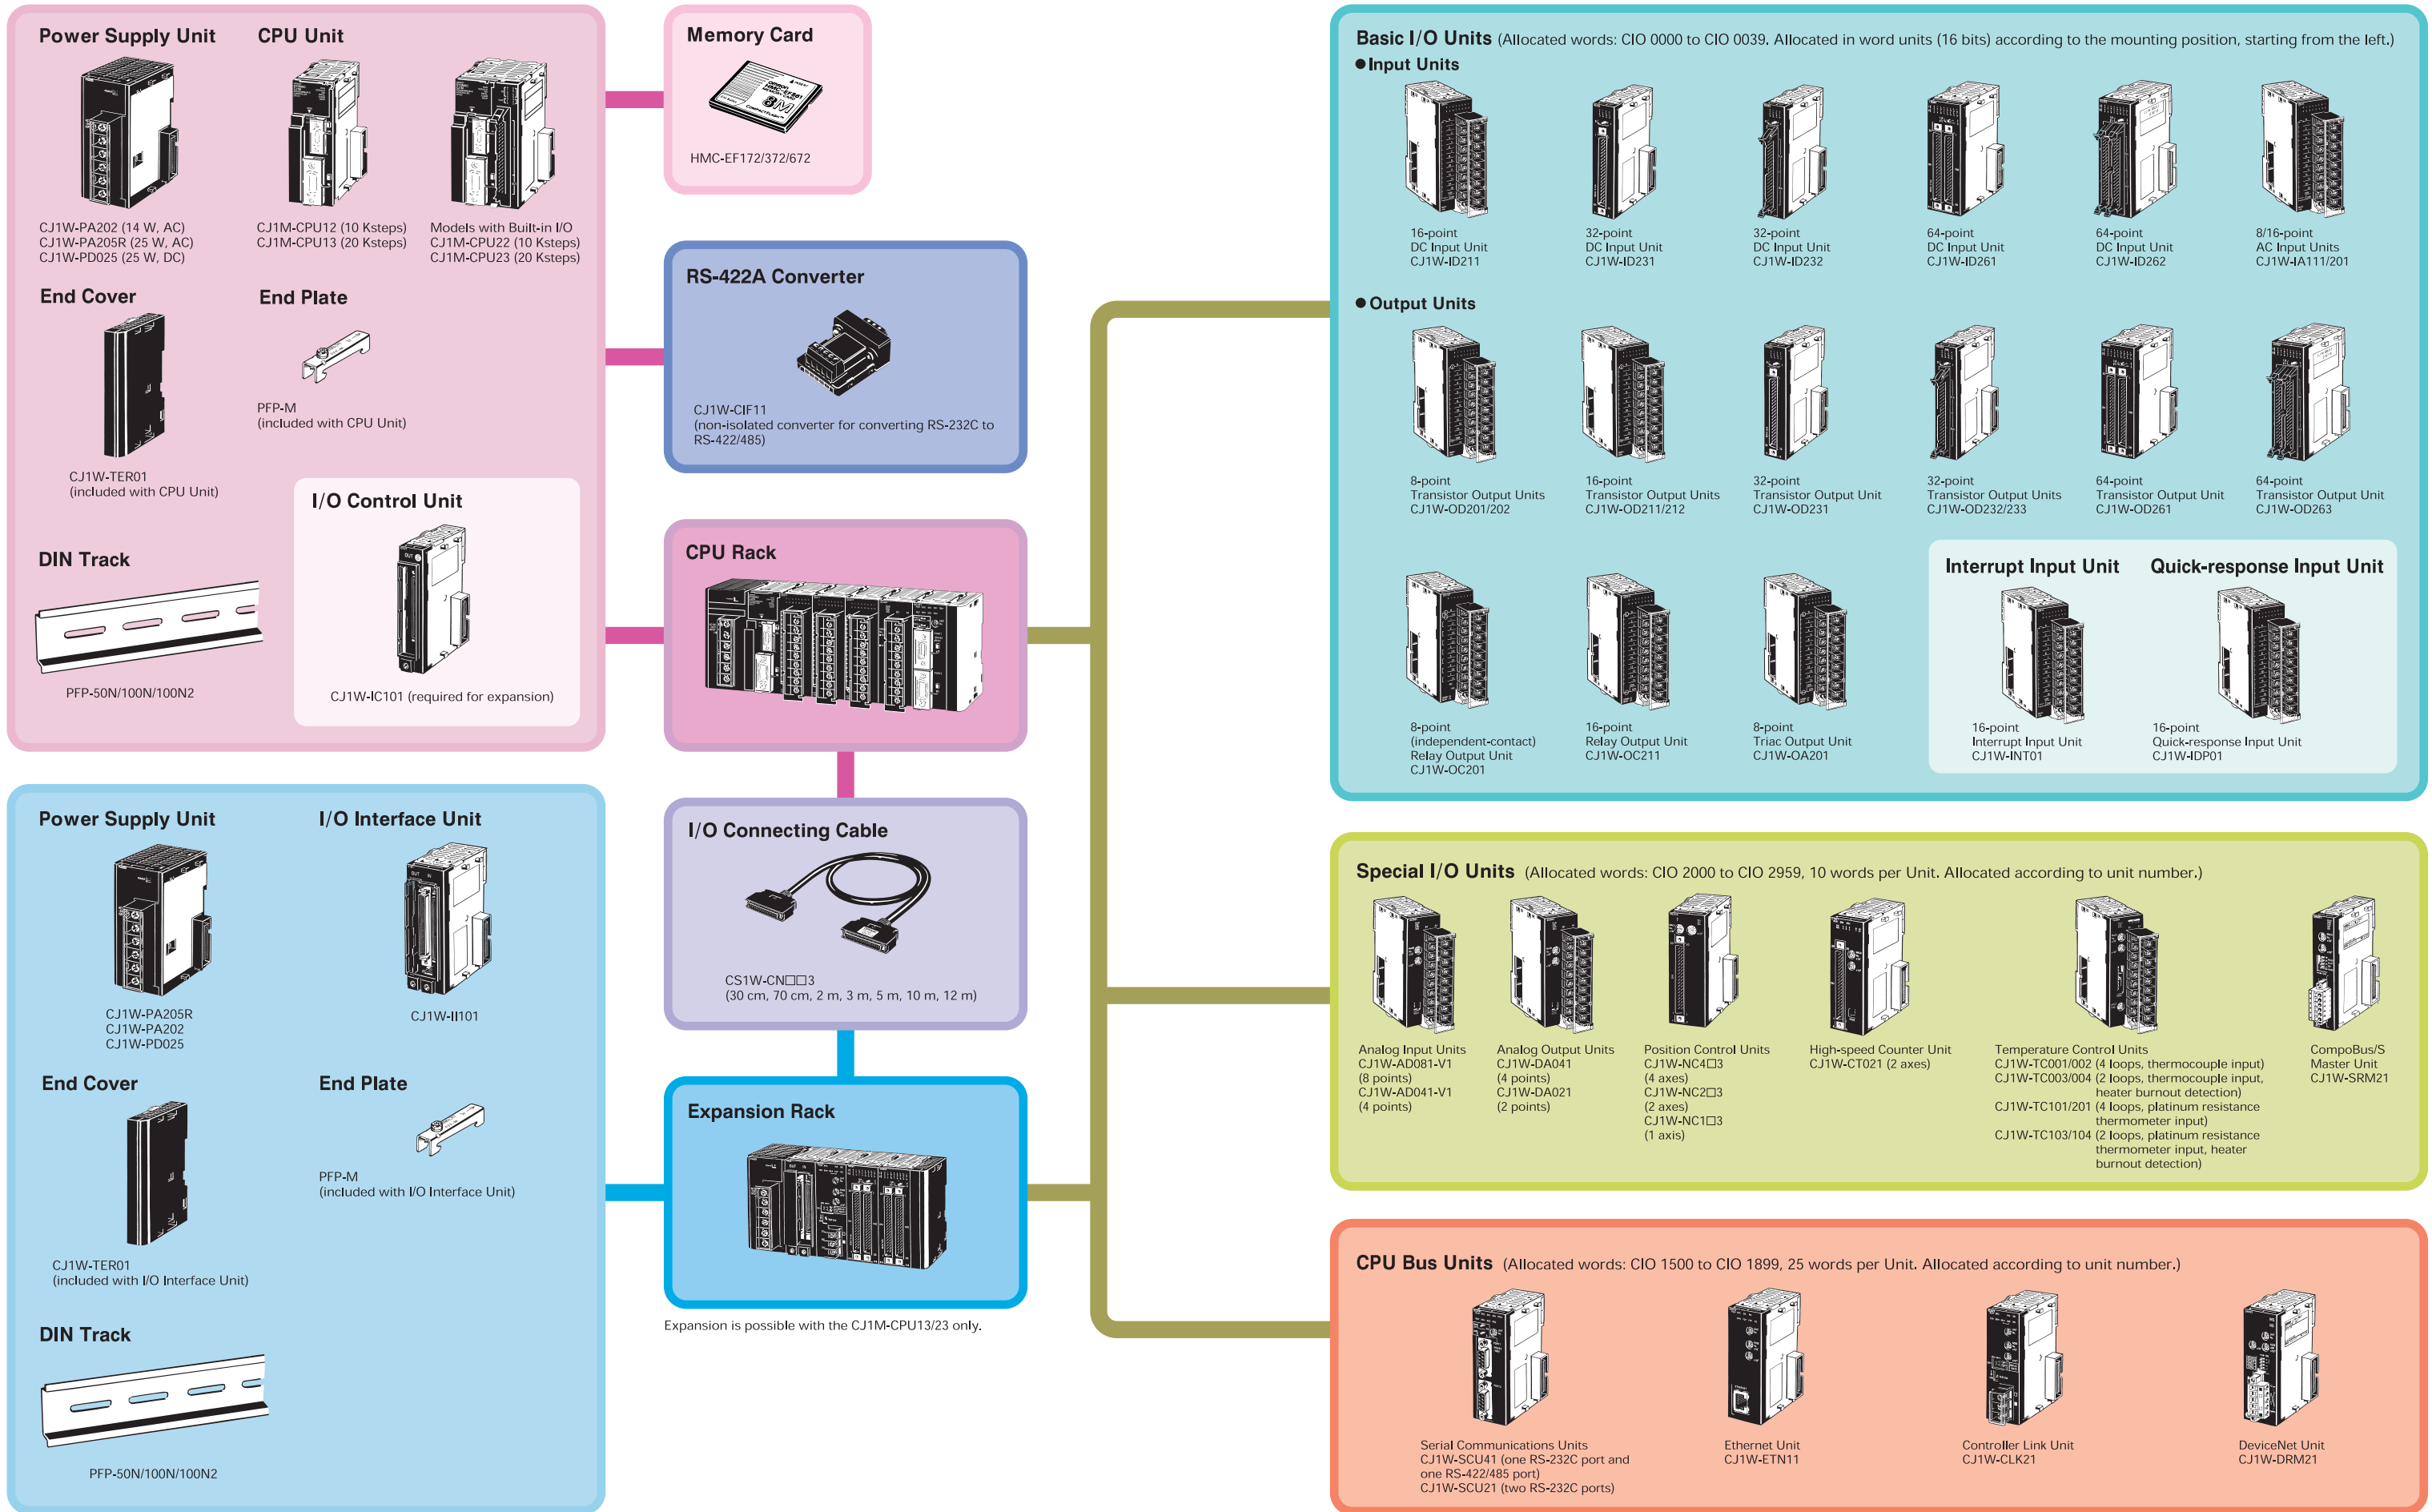 Power Supply Unit
CJ1W-PA202 (14 W, AC)
CJ1W-PA205R (25 W, AC)
CJ1W-PD025 (25 W, DC)
CPU Unit
CJ1M-CPU12 (10 Ksteps)
CJ1M-CPU13 (20 Ksteps)
Models with Built-in I/O
CJ1M-CPU22 (10 Ksteps)
CJ1M-CPU23 (20 Ksteps)
End Cover
CJ1W-TER01
(included with CPU Unit)
End Plate
PFP-M
(included with CPU Unit)
DIN Track
PFP-50N/100N/100N2
I/O Control Unit
OUT
CJ1W-IC101 (required for expansion)
Memory Card
8M
HMC-EF172/372/672
RS-422A Converter
CJ1W-CIF11
(non-isolated converter for converting RS-232C to
RS-422/485)
CPU Rack
I/O Connecting Cable
CS1W-CN□□3
(30 cm, 70 cm, 2 m, 3 m, 5 m, 10 m, 12 m)
Expansion Rack
OUT IN
Expansion is possible with the CJ1M-CPU13/23 only.
Power Supply Unit
CJ1W-PA205R
CJ1W-PA202
CJ1W-PD025
I/O Interface Unit
OUT IN
CJ1W-II101
End Cover
CJ1W-TER01
(included with I/O Interface Unit)
End Plate
PFP-M
(included with I/O Interface Unit)
DIN Track
PFP-50N/100N/100N2
Basic I/O Units (Allocated words: CIO 0000 to CIO 0039. Allocated in word units (16 bits) according to the mounting position, starting from the left.)
●Input Units
16-point
DC Input Unit
CJ1W-ID211
32-point
DC Input Unit
CJ1W-ID231
32-point
DC Input Unit
CJ1W-ID232
64-point
DC Input Unit
CJ1W-ID261
64-point
DC Input Unit
CJ1W-ID262
8/16-point
AC Input Units
CJ1W-IA111/201
●Output Units
8-point
Transistor Output Units
CJ1W-OD201/202
16-point
Transistor Output Units
CJ1W-OD211/212
32-point
Transistor Output Unit
CJ1W-OD231
32-point
Transistor Output Units
CJ1W-OD232/233
64-point
Transistor Output Unit
CJ1W-OD261
64-point
Transistor Output Unit
CJ1W-OD263
8-point
(independent-contact)
Relay Output Unit
CJ1W-OC201
16-point
Relay Output Unit
CJ1W-OC211
8-point
Triac Output Unit
CJ1W-OA201
Interrupt Input Unit
16-point
Interrupt Input Unit
CJ1W-INT01
Quick-response Input Unit
16-point
Quick-response Input Unit
CJ1W-IDP01
Special I/O Units (Allocated words: CIO 2000 to CIO 2959, 10 words per Unit. Allocated according to unit number.)
Analog Input Units
CJ1W-AD081-V1
(8 points)
CJ1W-AD041-V1
(4 points)
Analog Output Units
CJ1W-DA041
(4 points)
CJ1W-DA021
(2 points)
Position Control Units
CJ1W-NC4□3
(4 axes)
CJ1W-NC2□3
(2 axes)
CJ1W-NC1□3
(1 axis)
High-speed Counter Unit
CJ1W-CT021 (2 axes)
Temperature Control Units
CJ1W-TC001/002 (4 loops, thermocouple input)
CJ1W-TC003/004 (2 loops, thermocouple input,
heater burnout detection)
CJ1W-TC101/201 (4 loops, platinum resistance
thermometer input)
CJ1W-TC103/104 (2 loops, platinum resistance
thermometer input, heater
burnout detection)
CompoBus/S
Master Unit
CJ1W-SRM21
CPU Bus Units (Allocated words: CIO 1500 to CIO 1899, 25 words per Unit. Allocated according to unit number.)
Serial Communications Units
CJ1W-SCU41 (one RS-232C port and
one RS-422/485 port)
CJ1W-SCU21 (two RS-232C ports)
Ethernet Unit
CJ1W-ETN11
Controller Link Unit
CJ1W-CLK21
DeviceNet Unit
CJ1W-DRM21